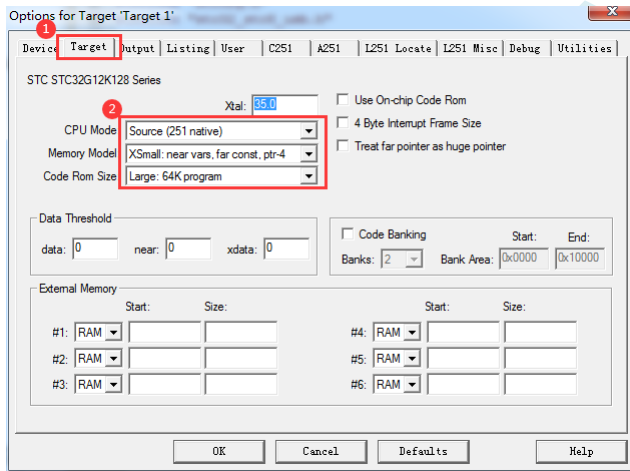 Options for Target 'Target 1'
1
Device Target Output Listing User C251 A251 L251 Locate L251 Misc Debug Utilities
STC STC32G12K128 Series
Xtal: 35.0
Use On-chip Code Rom
2
CPU Mode Source (251 native)
4 Byte Interrupt Frame Size
Memory Model XSmall: near vars, far const, ptr-4
Treat far pointer as huge pointer
Code Rom Size Large: 64K program
Data Threshold
data: 0 near: 0 xdata: 0
Code Banking Start: End:
Banks: 2 Bank Area: 0x0000 0x10000
External Memory
Start: Size: Start: Size:
#1: RAM #4: RAM
#2: RAM #5: RAM
#3: RAM #6: RAM
OK Cancel Defaults Help